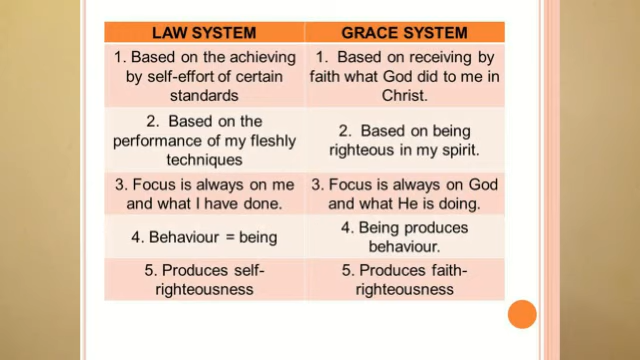 LAW SYSTEM
GRACE SYSTEM
1. Based on the achieving
by self-effort of certain
standards
1. Based on receiving by
faith what God did to me in
Christ.
2. Based on the
performance of my fleshly
techniques
2. Based on being
righteous in my spirit.
3. Focus is always on me
and what I have done.
3. Focus is always on God
and what He is doing.
4. Behaviour = being
4. Being produces
behaviour.
5. Produces self-
righteousness
5. Produces faith-
righteousness